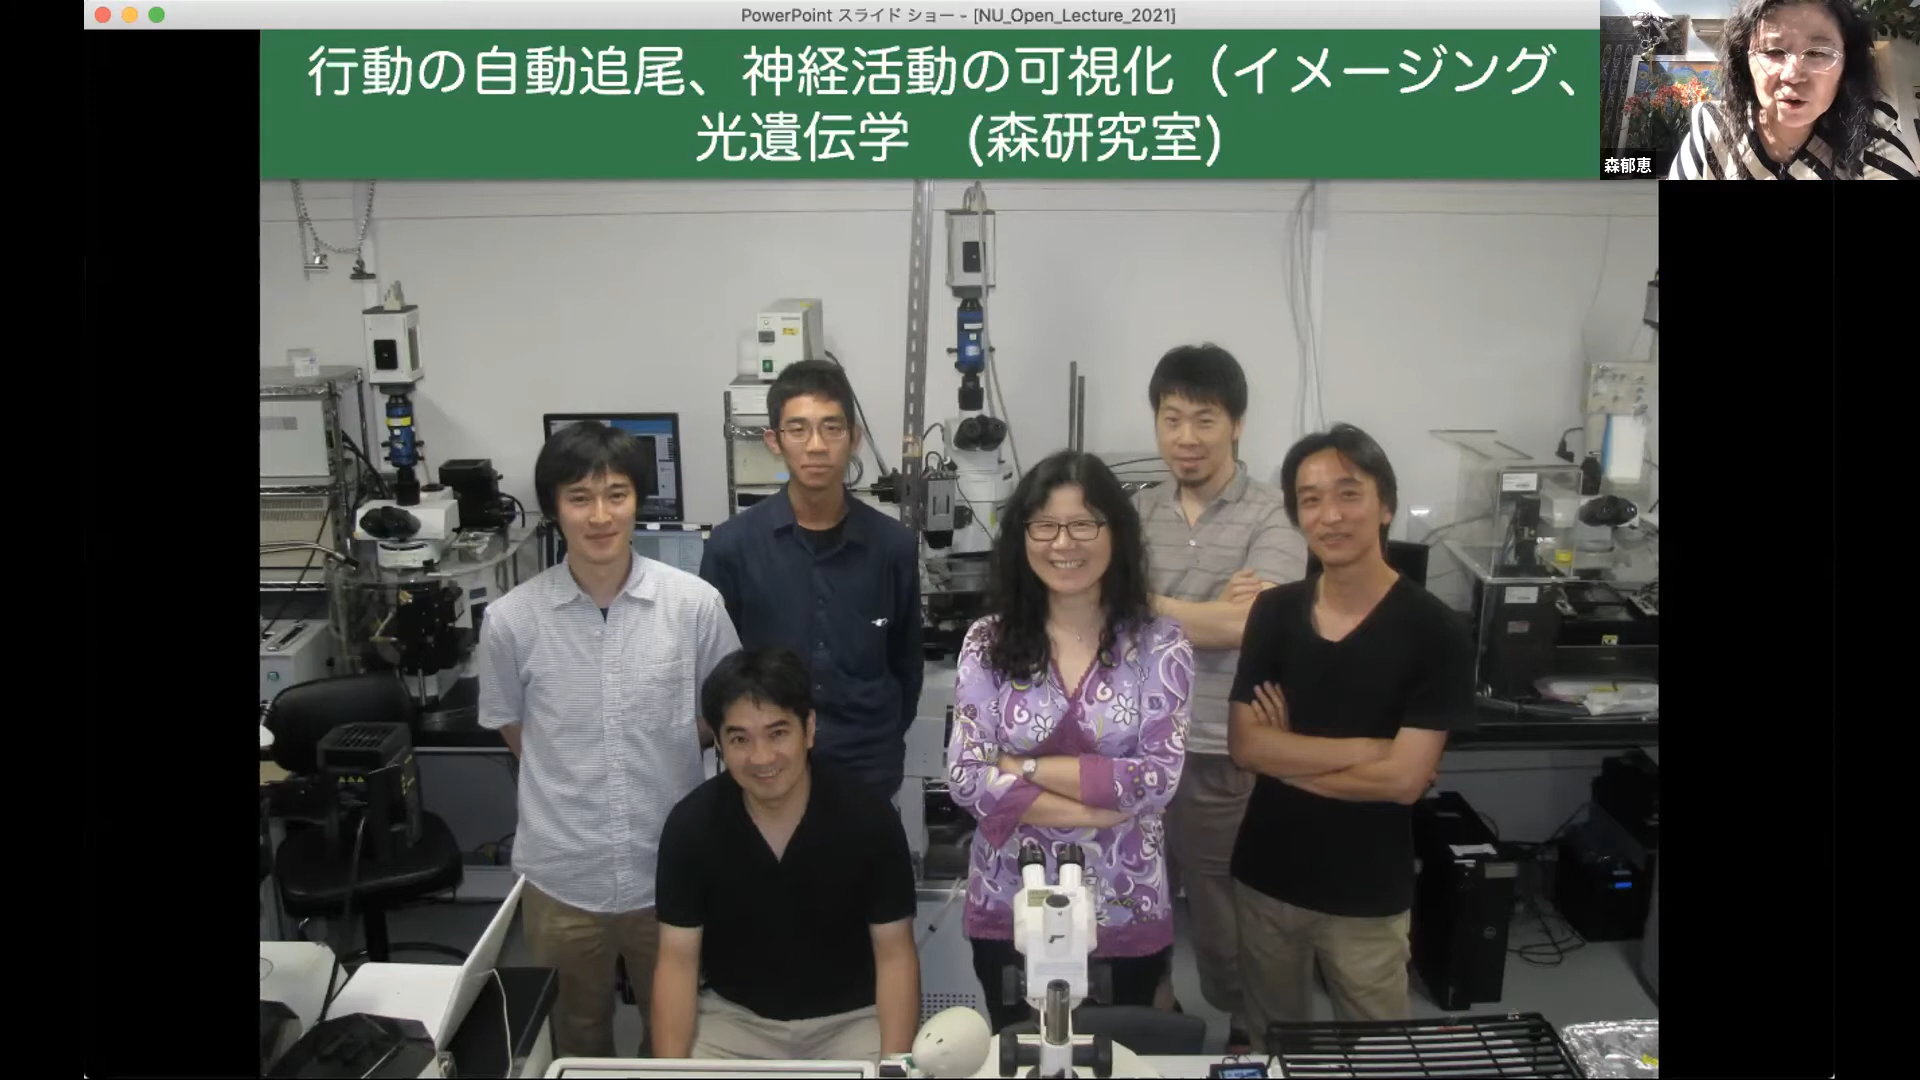 PowerPoint スライド ショー - [NU_Open_Lecture_2021]
行動の自動追尾、神経活動の可視化（イメージング、
光遺伝学　(森研究室)
森郁恵